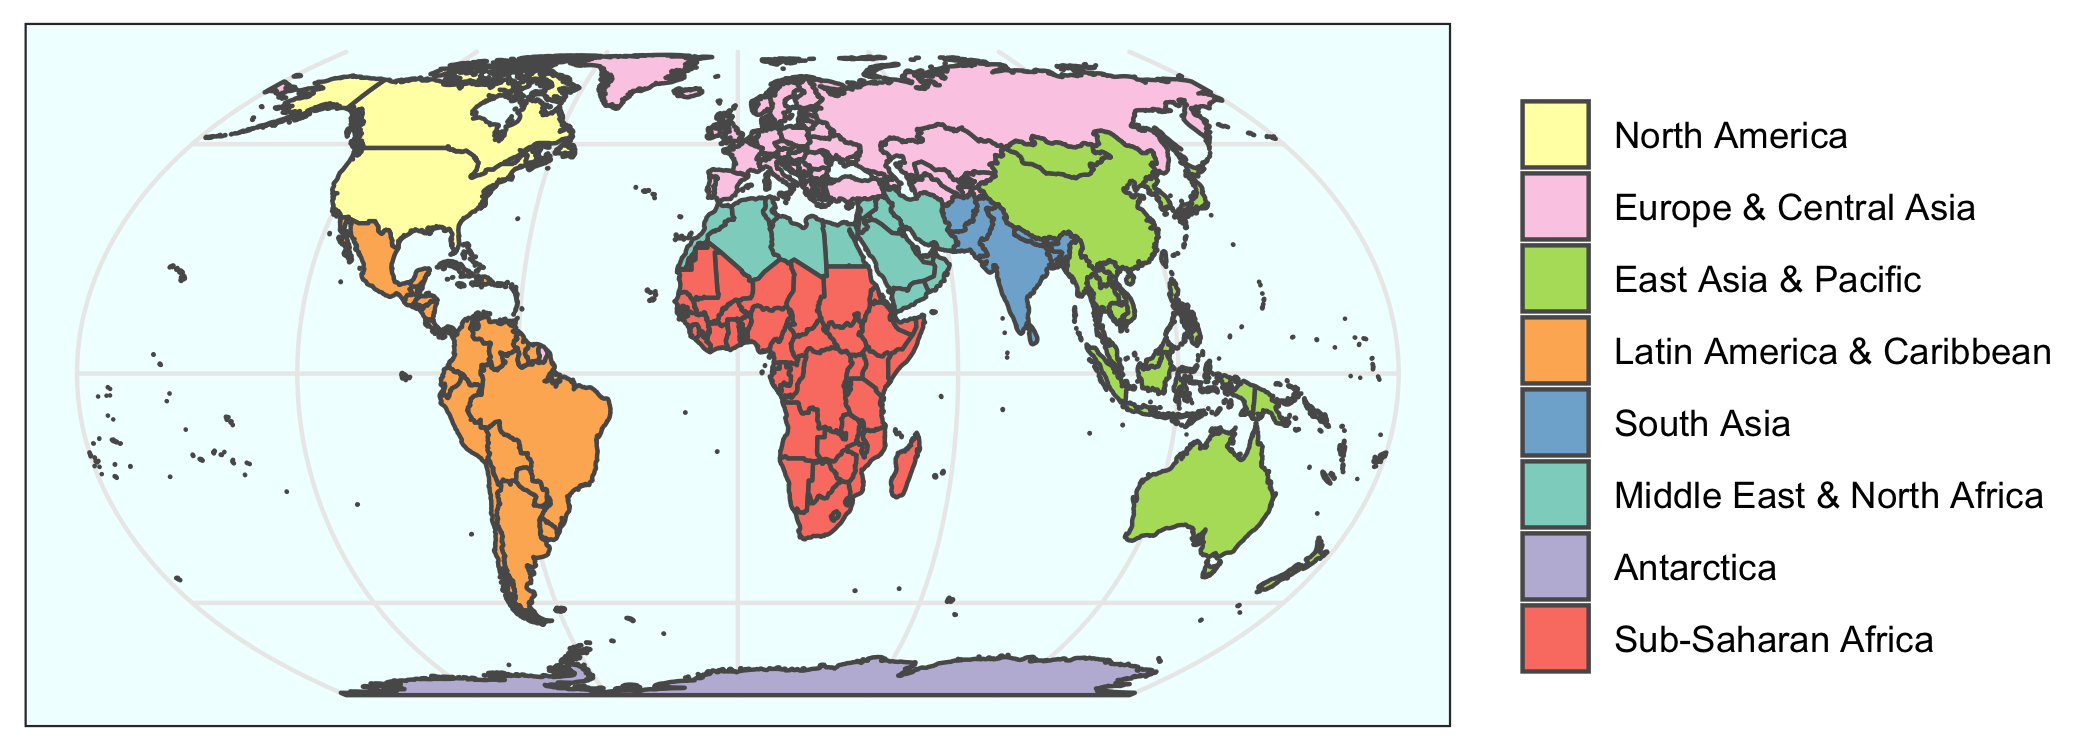 North America
Europe & Central Asia
East Asia & Pacific
Latin America & Caribbean
South Asia
Middle East & North Africa
Antarctica
Sub-Saharan Africa